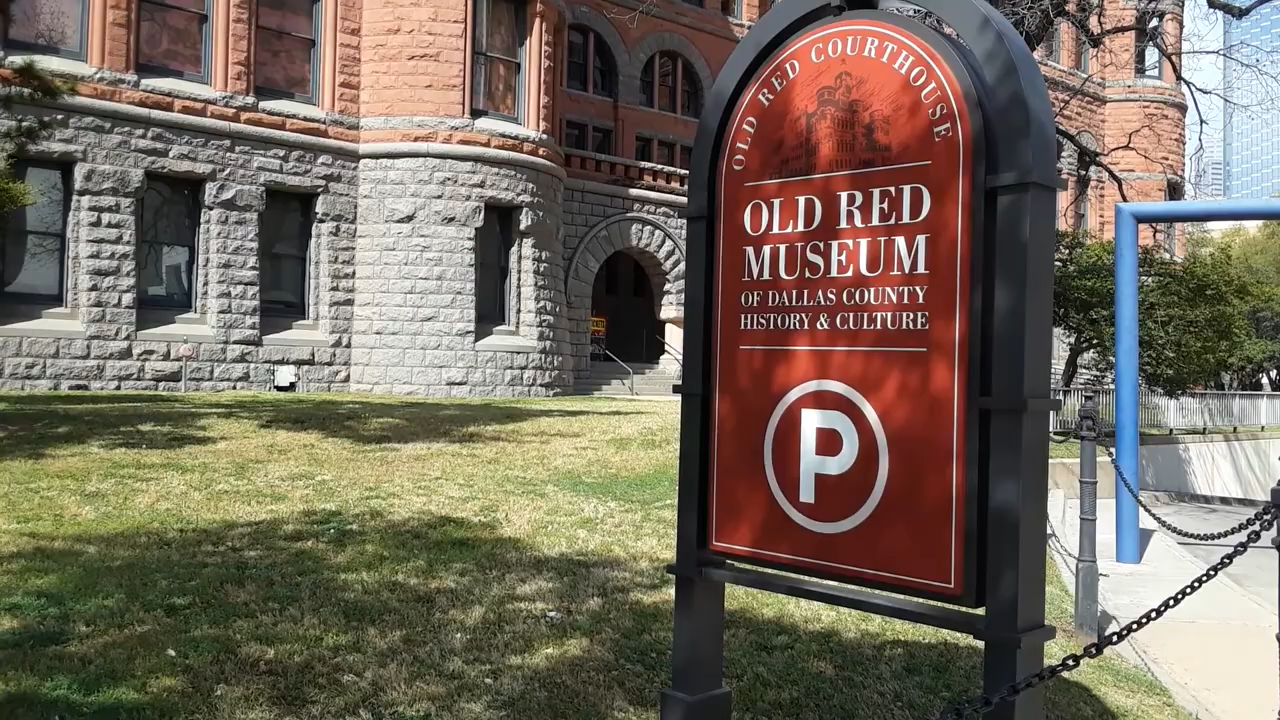 OLD RED COURTHOUSE
OLD RED
MUSEUM
OF DALLAS COUNTY
HISTORY & CULTURE
P